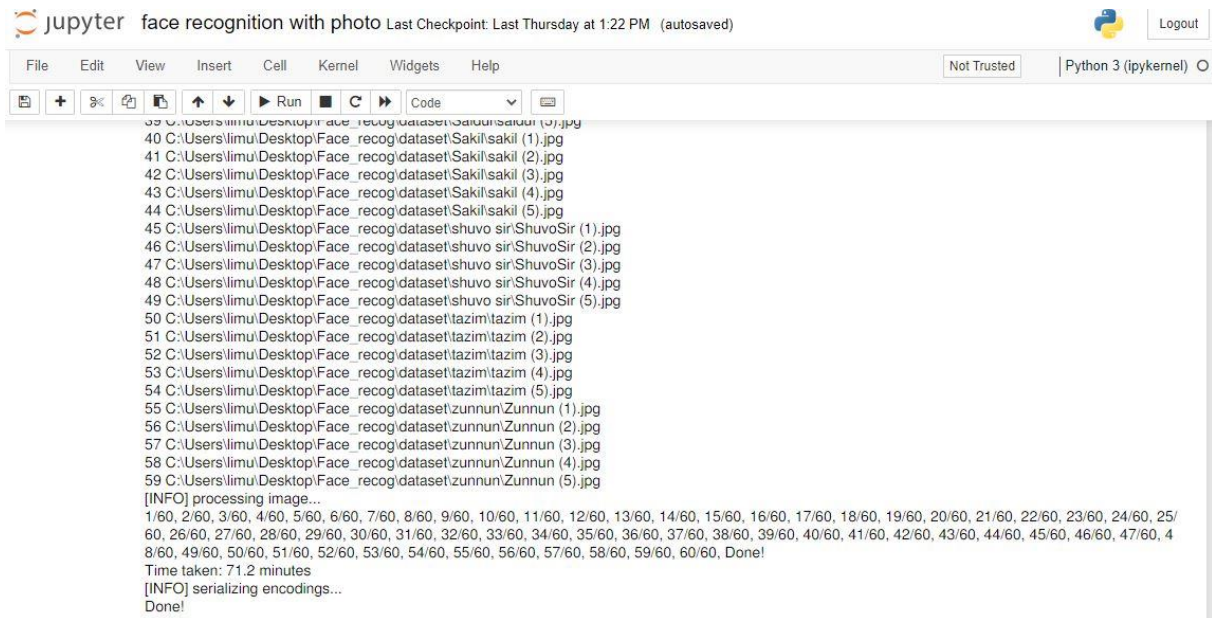 jupyter face recognition with photo Last Checkpoint: Last Thursday at 1:22 PM (autosaved)
Logout
File Edit View Insert Cell Kernel Widgets Help
Not Trusted
Python 3 (ipykernel)
Run Code
39 C:\Users\limu\Desktop\Face_recog\dataset\Saidul\saidul (5).jpg
40 C:\Users\limu\Desktop\Face_recog\dataset\Sakil\sakil (1).jpg
41 C:\Users\limu\Desktop\Face_recog\dataset\Sakil\sakil (2).jpg
42 C:\Users\limu\Desktop\Face_recog\dataset\Sakil\sakil (3).jpg
43 C:\Users\limu\Desktop\Face_recog\dataset\Sakil\sakil (4).jpg
44 C:\Users\limu\Desktop\Face_recog\dataset\Sakil\sakil (5).jpg
45 C:\Users\limu\Desktop\Face_recog\dataset\shuvo sir\ShuvoSir (1).jpg
46 C:\Users\limu\Desktop\Face_recog\dataset\shuvo sir\ShuvoSir (2).jpg
47 C:\Users\limu\Desktop\Face_recog\dataset\shuvo sir\ShuvoSir (3).jpg
48 C:\Users\limu\Desktop\Face_recog\dataset\shuvo sir\ShuvoSir (4).jpg
49 C:\Users\limu\Desktop\Face_recog\dataset\shuvo sir\ShuvoSir (5).jpg
50 C:\Users\limu\Desktop\Face_recog\dataset\tazim\tazim (1).jpg
51 C:\Users\limu\Desktop\Face_recog\dataset\tazim\tazim (2).jpg
52 C:\Users\limu\Desktop\Face_recog\dataset\tazim\tazim (3).jpg
53 C:\Users\limu\Desktop\Face_recog\dataset\tazim\tazim (4).jpg
54 C:\Users\limu\Desktop\Face_recog\dataset\tazim\tazim (5).jpg
55 C:\Users\limu\Desktop\Face_recog\dataset\zunnun\Zunnun (1).jpg
56 C:\Users\limu\Desktop\Face_recog\dataset\zunnun\Zunnun (2).jpg
57 C:\Users\limu\Desktop\Face_recog\dataset\zunnun\Zunnun (3).jpg
58 C:\Users\limu\Desktop\Face_recog\dataset\zunnun\Zunnun (4).jpg
59 C:\Users\limu\Desktop\Face_recog\dataset\zunnun\Zunnun (5).jpg
[INFO] processing image...
1/60, 2/60, 3/60, 4/60, 5/60, 6/60, 7/60, 8/60, 9/60, 10/60, 11/60, 12/60, 13/60, 14/60, 15/60, 16/60, 17/60, 18/60, 19/60, 20/60, 21/60, 22/60, 23/60, 24/60, 25/
60, 26/60, 27/60, 28/60, 29/60, 30/60, 31/60, 32/60, 33/60, 34/60, 35/60, 36/60, 37/60, 38/60, 39/60, 40/60, 41/60, 42/60, 43/60, 44/60, 45/60, 46/60, 47/60, 4
8/60, 49/60, 50/60, 51/60, 52/60, 53/60, 54/60, 55/60, 56/60, 57/60, 58/60, 59/60, 60/60, Done!
Time taken: 71.2 minutes
[INFO] serializing encodings...
Done!